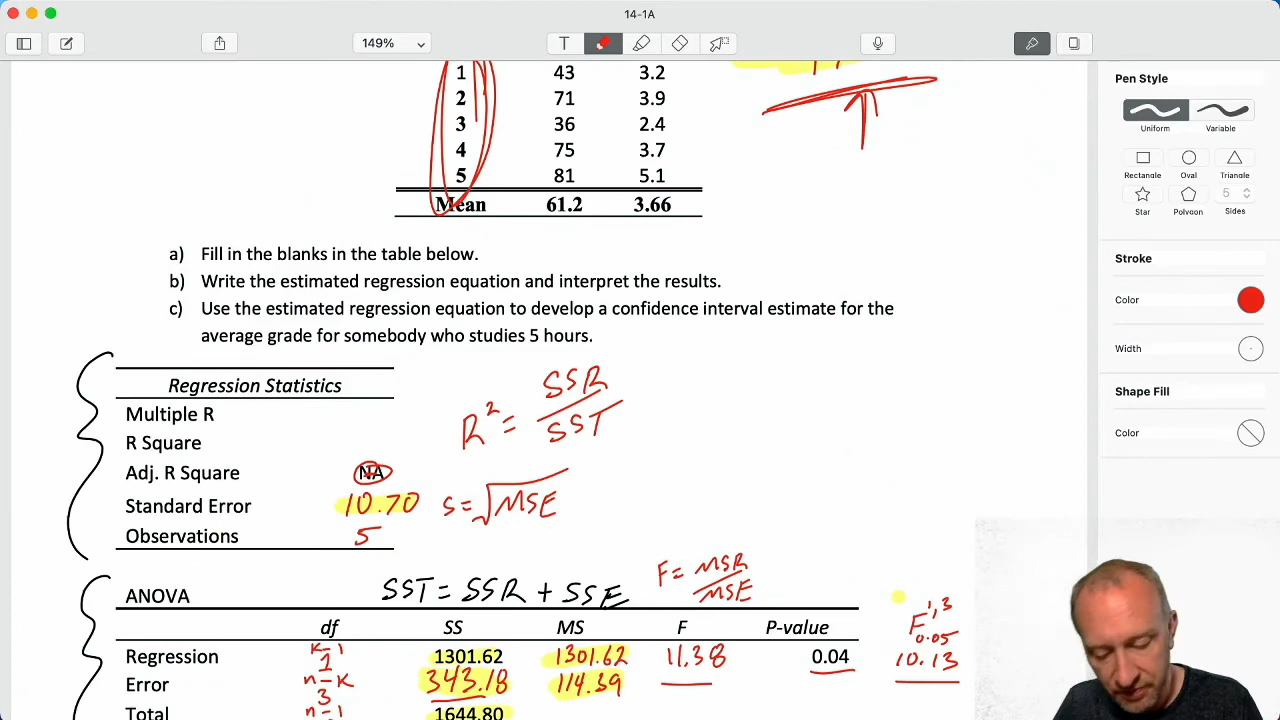 14-1A
149%
T
1 43 3.2
2 71 3.9
3 36 2.4
4 75 3.7
5 81 5.1
Mean 61.2 3.66
a) Fill in the blanks in the table below.
b) Write the estimated regression equation and interpret the results.
c) Use the estimated regression equation to develop a confidence interval estimate for the
average grade for somebody who studies 5 hours.
Regression Statistics
Multiple R
R Square
Adj. R Square NA
Standard Error 10.70
Observations 5
R² = SSR/SST
s = √MSE
ANOVA
SST = SSR + SSE
F = MSR/MSE
df SS MS F P-value
Regression K-1 1 1301.62 1301.62 11.38 0.04
Error n-K 3 343.18 114.39
Total n-1 1644.80
F 1,3
0.05
10.13
Pen Style
Uniform Variable
Rectangle Oval Triangle
5
Star Polygon Sides
Stroke
Color
Width
Shape Fill
Color